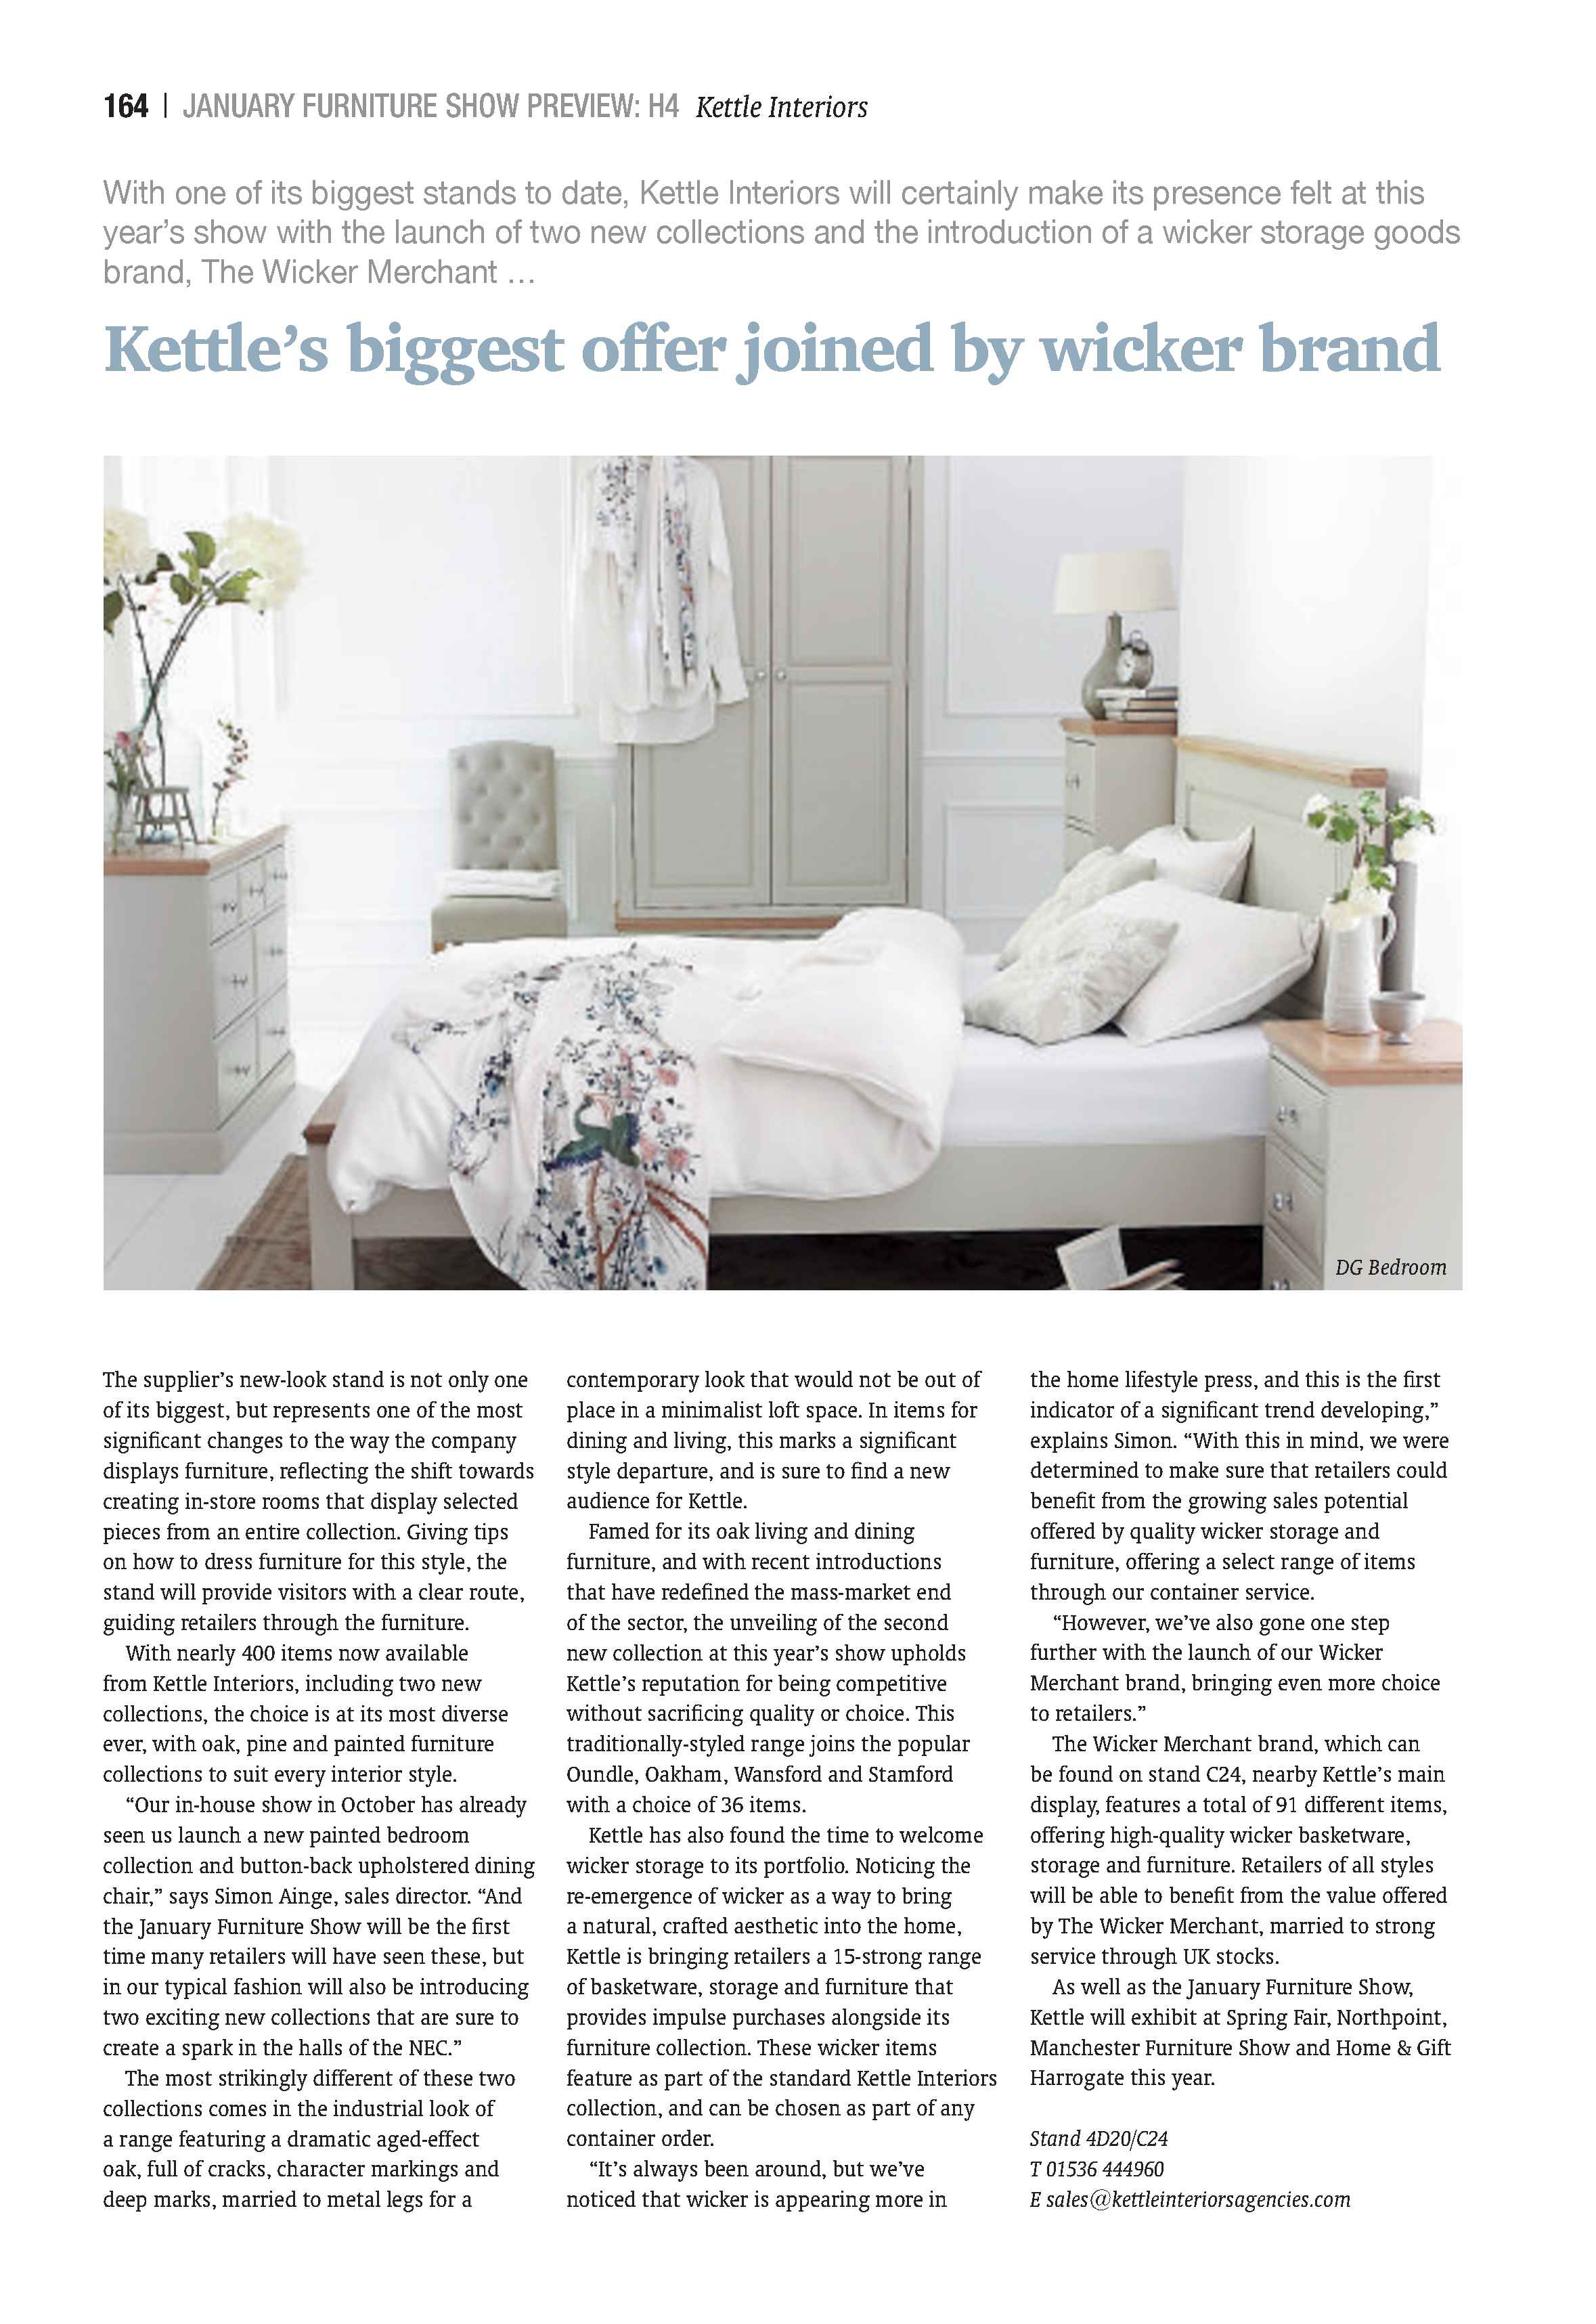 164 | JANUARY FURNITURE SHOW PREVIEW: H4 Kettle Interiors
With one of its biggest stands to date, Kettle Interiors will certainly make its presence felt at this
year’s show with the launch of two new collections and the introduction of a wicker storage goods
brand, The Wicker Merchant …
Kettle’s biggest offer joined by wicker brand
DG Bedroom
The supplier’s new-look stand is not only one
of its biggest, but represents one of the most
significant changes to the way the company
displays furniture, reflecting the shift towards
creating in-store rooms that display selected
pieces from an entire collection. Giving tips
on how to dress furniture for this style, the
stand will provide visitors with a clear route,
guiding retailers through the furniture.
With nearly 400 items now available
from Kettle Interiors, including two new
collections, the choice is at its most diverse
ever, with oak, pine and painted furniture
collections to suit every interior style.
“Our in-house show in October has already
seen us launch a new painted bedroom
collection and button-back upholstered dining
chair,” says Simon Ainge, sales director. “And
the January Furniture Show will be the first
time many retailers will have seen these, but
in our typical fashion will also be introducing
two exciting new collections that are sure to
create a spark in the halls of the NEC.”
The most strikingly different of these two
collections comes in the industrial look of
a range featuring a dramatic aged-effect
oak, full of cracks, character markings and
deep marks, married to metal legs for a
contemporary look that would not be out of
place in a minimalist loft space. In items for
dining and living, this marks a significant
style departure, and is sure to find a new
audience for Kettle.
Famed for its oak living and dining
furniture, and with recent introductions
that have redefined the mass-market end
of the sector, the unveiling of the second
new collection at this year’s show upholds
Kettle’s reputation for being competitive
without sacrificing quality or choice. This
traditionally-styled range joins the popular
Oundle, Oakham, Wansford and Stamford
with a choice of 36 items.
Kettle has also found the time to welcome
wicker storage to its portfolio. Noticing the
re-emergence of wicker as a way to bring
a natural, crafted aesthetic into the home,
Kettle is bringing retailers a 15-strong range
of basketware, storage and furniture that
provides impulse purchases alongside its
furniture collection. These wicker items
feature as part of the standard Kettle Interiors
collection, and can be chosen as part of any
container order.
“It’s always been around, but we’ve
noticed that wicker is appearing more in
the home lifestyle press, and this is the first
indicator of a significant trend developing,”
explains Simon. “With this in mind, we were
determined to make sure that retailers could
benefit from the growing sales potential
offered by quality wicker storage and
furniture, offering a select range of items
through our container service.
“However, we’ve also gone one step
further with the launch of our Wicker
Merchant brand, bringing even more choice
to retailers.”
The Wicker Merchant brand, which can
be found on stand C24, nearby Kettle’s main
display, features a total of 91 different items,
offering high-quality wicker basketware,
storage and furniture. Retailers of all styles
will be able to benefit from the value offered
by The Wicker Merchant, married to strong
service through UK stocks.
As well as the January Furniture Show,
Kettle will exhibit at Spring Fair, Northpoint,
Manchester Furniture Show and Home & Gift
Harrogate this year.
Stand 4D20/C24
T 01536 444960
E sales@kettleinteriorsagencies.com